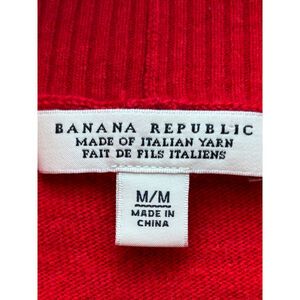 BANANA REPUBLIC
MADE OF ITALIAN YARN
FAIT DE FILS ITALIENS
M/M
MADE IN
CHINA